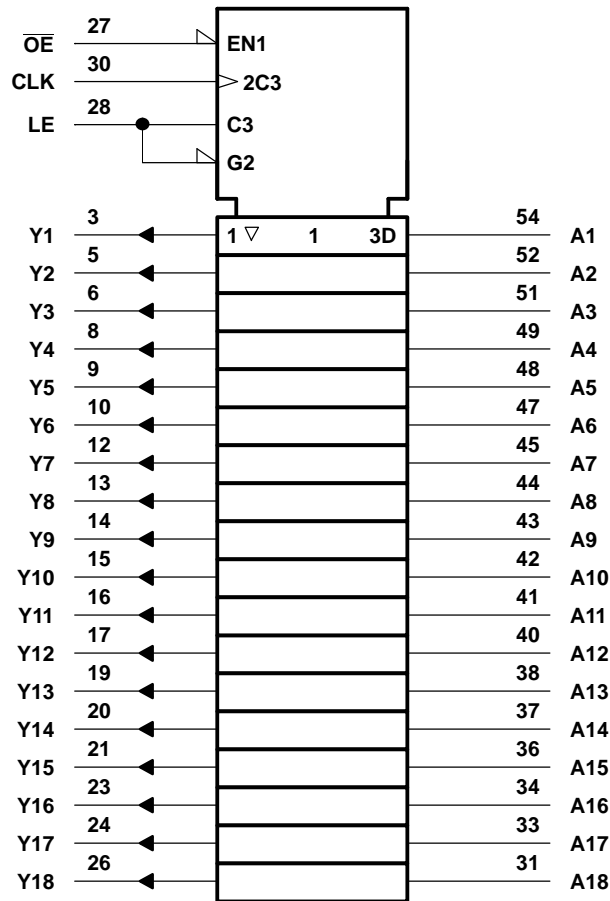 27
O̅E̅ EN1
30
CLK 2C3
28
LE C3
G2
3 54
Y1 1 ▽ 1 3D A1
5 52
Y2 A2
6 51
Y3 A3
8 49
Y4 A4
9 48
Y5 A5
10 47
Y6 A6
12 45
Y7 A7
13 44
Y8 A8
14 43
Y9 A9
15 42
Y10 A10
16 41
Y11 A11
17 40
Y12 A12
19 38
Y13 A13
20 37
Y14 A14
21 36
Y15 A15
23 34
Y16 A16
24 33
Y17 A17
26 31
Y18 A18